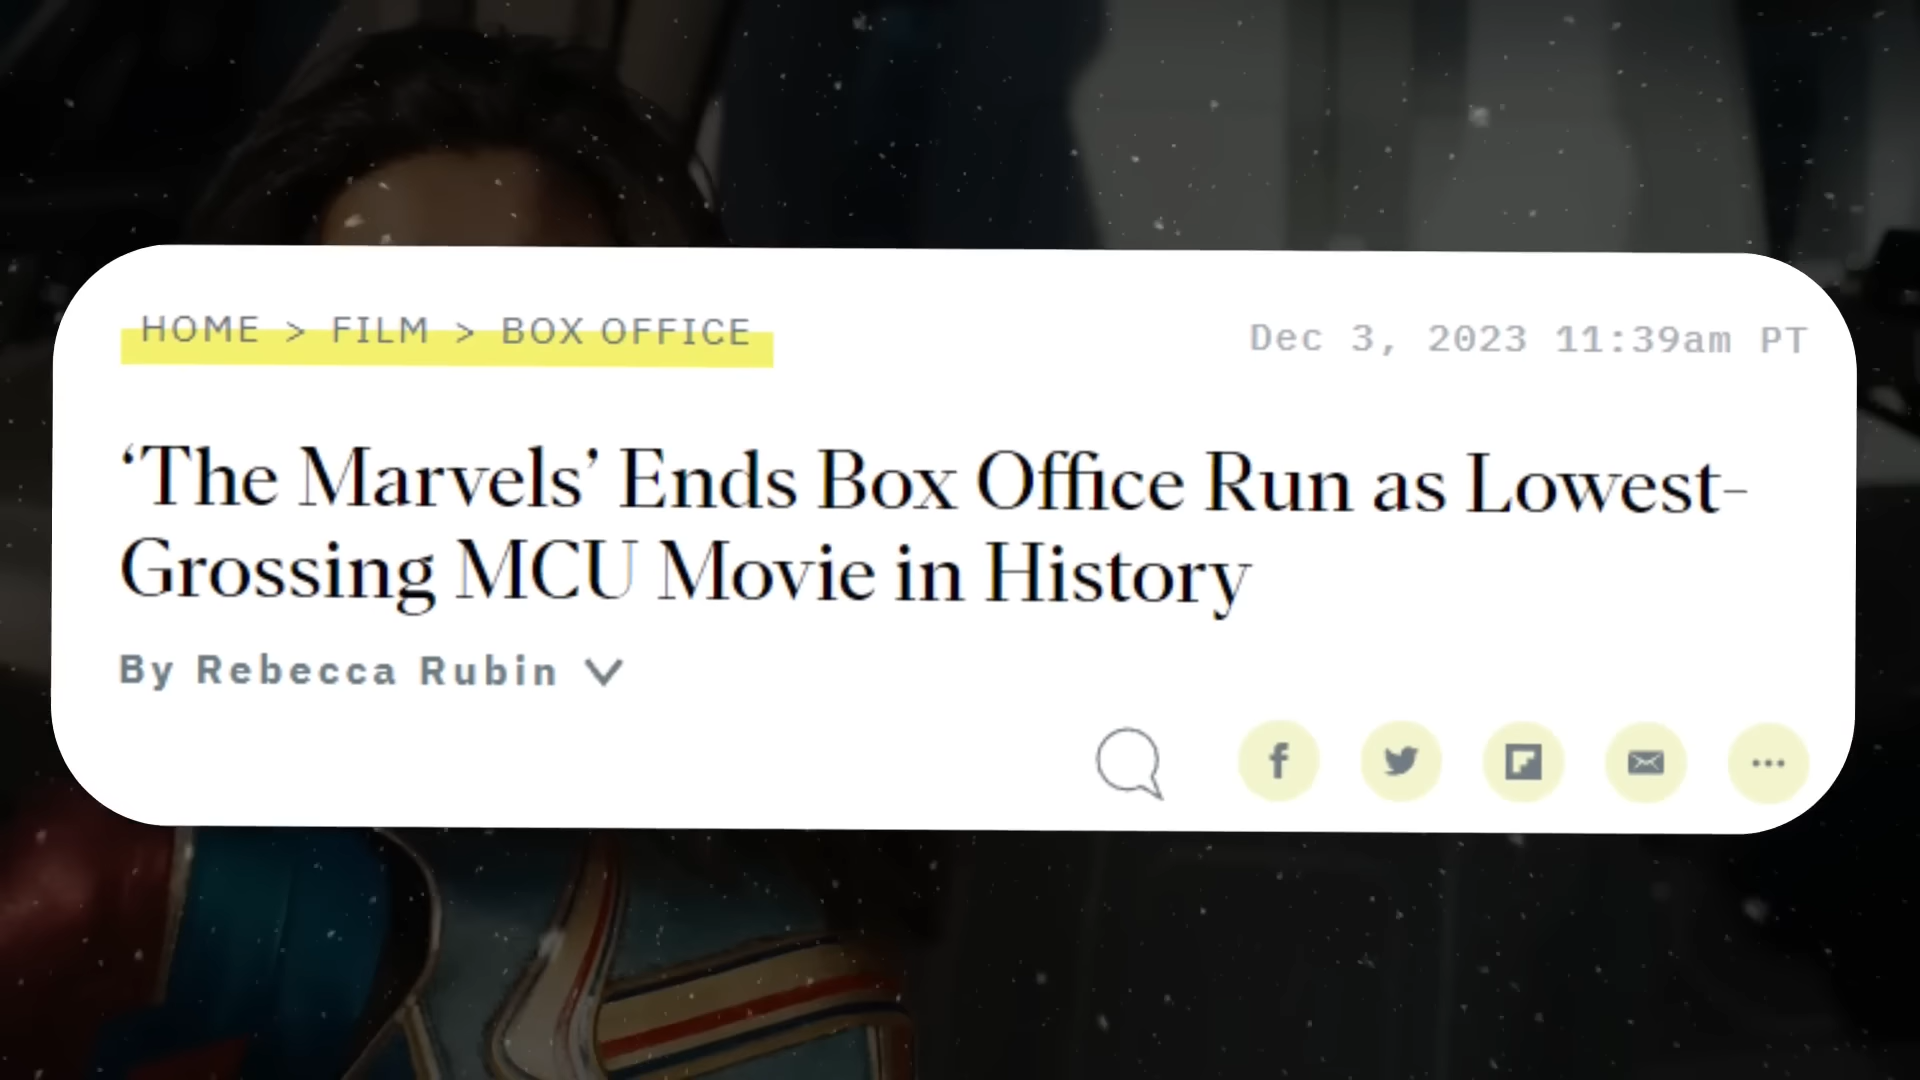 HOME > FILM > BOX OFFICE
Dec 3, 2023 11:39am PT
‘The Marvels’ Ends Box Office Run as Lowest-
Grossing MCU Movie in History
By Rebecca Rubin